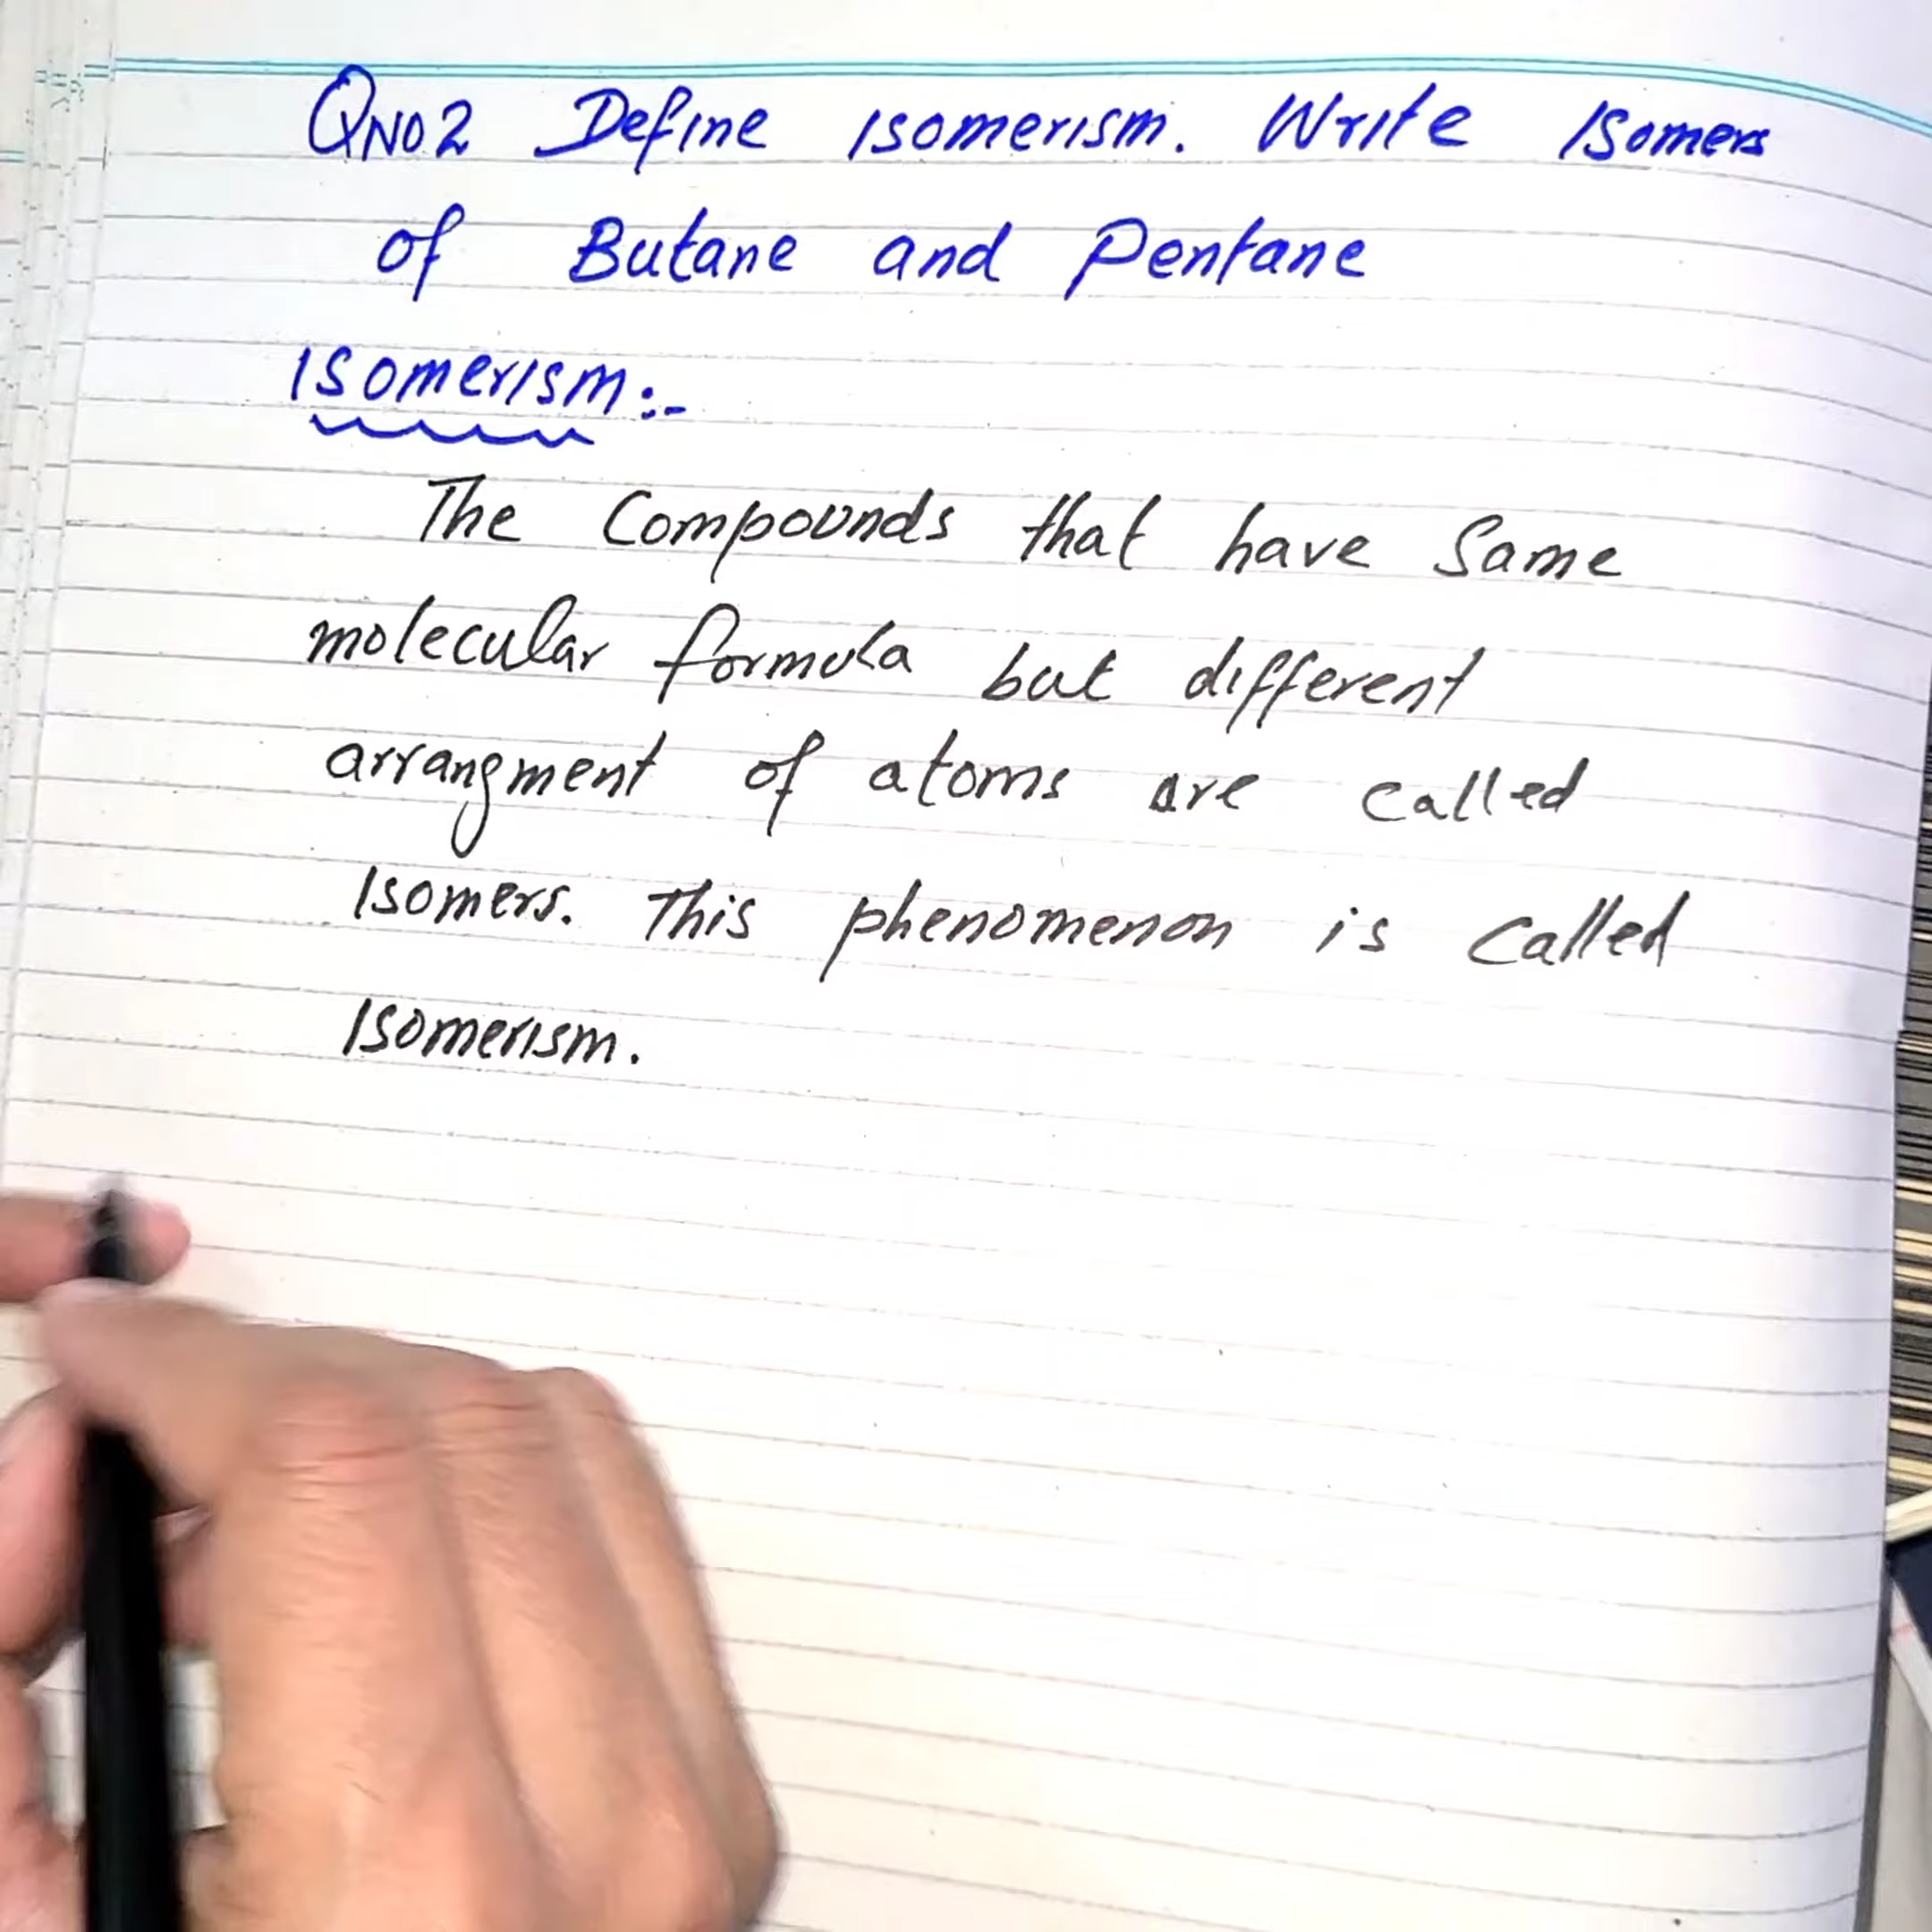 QNO2 Define isomerism. Write Isomers
of Butane and Pentane
Isomerism:-
The Compounds that have Same
molecular formula but different
arrangment of atoms are called
Isomers. This phenomenon is called
Isomerism.